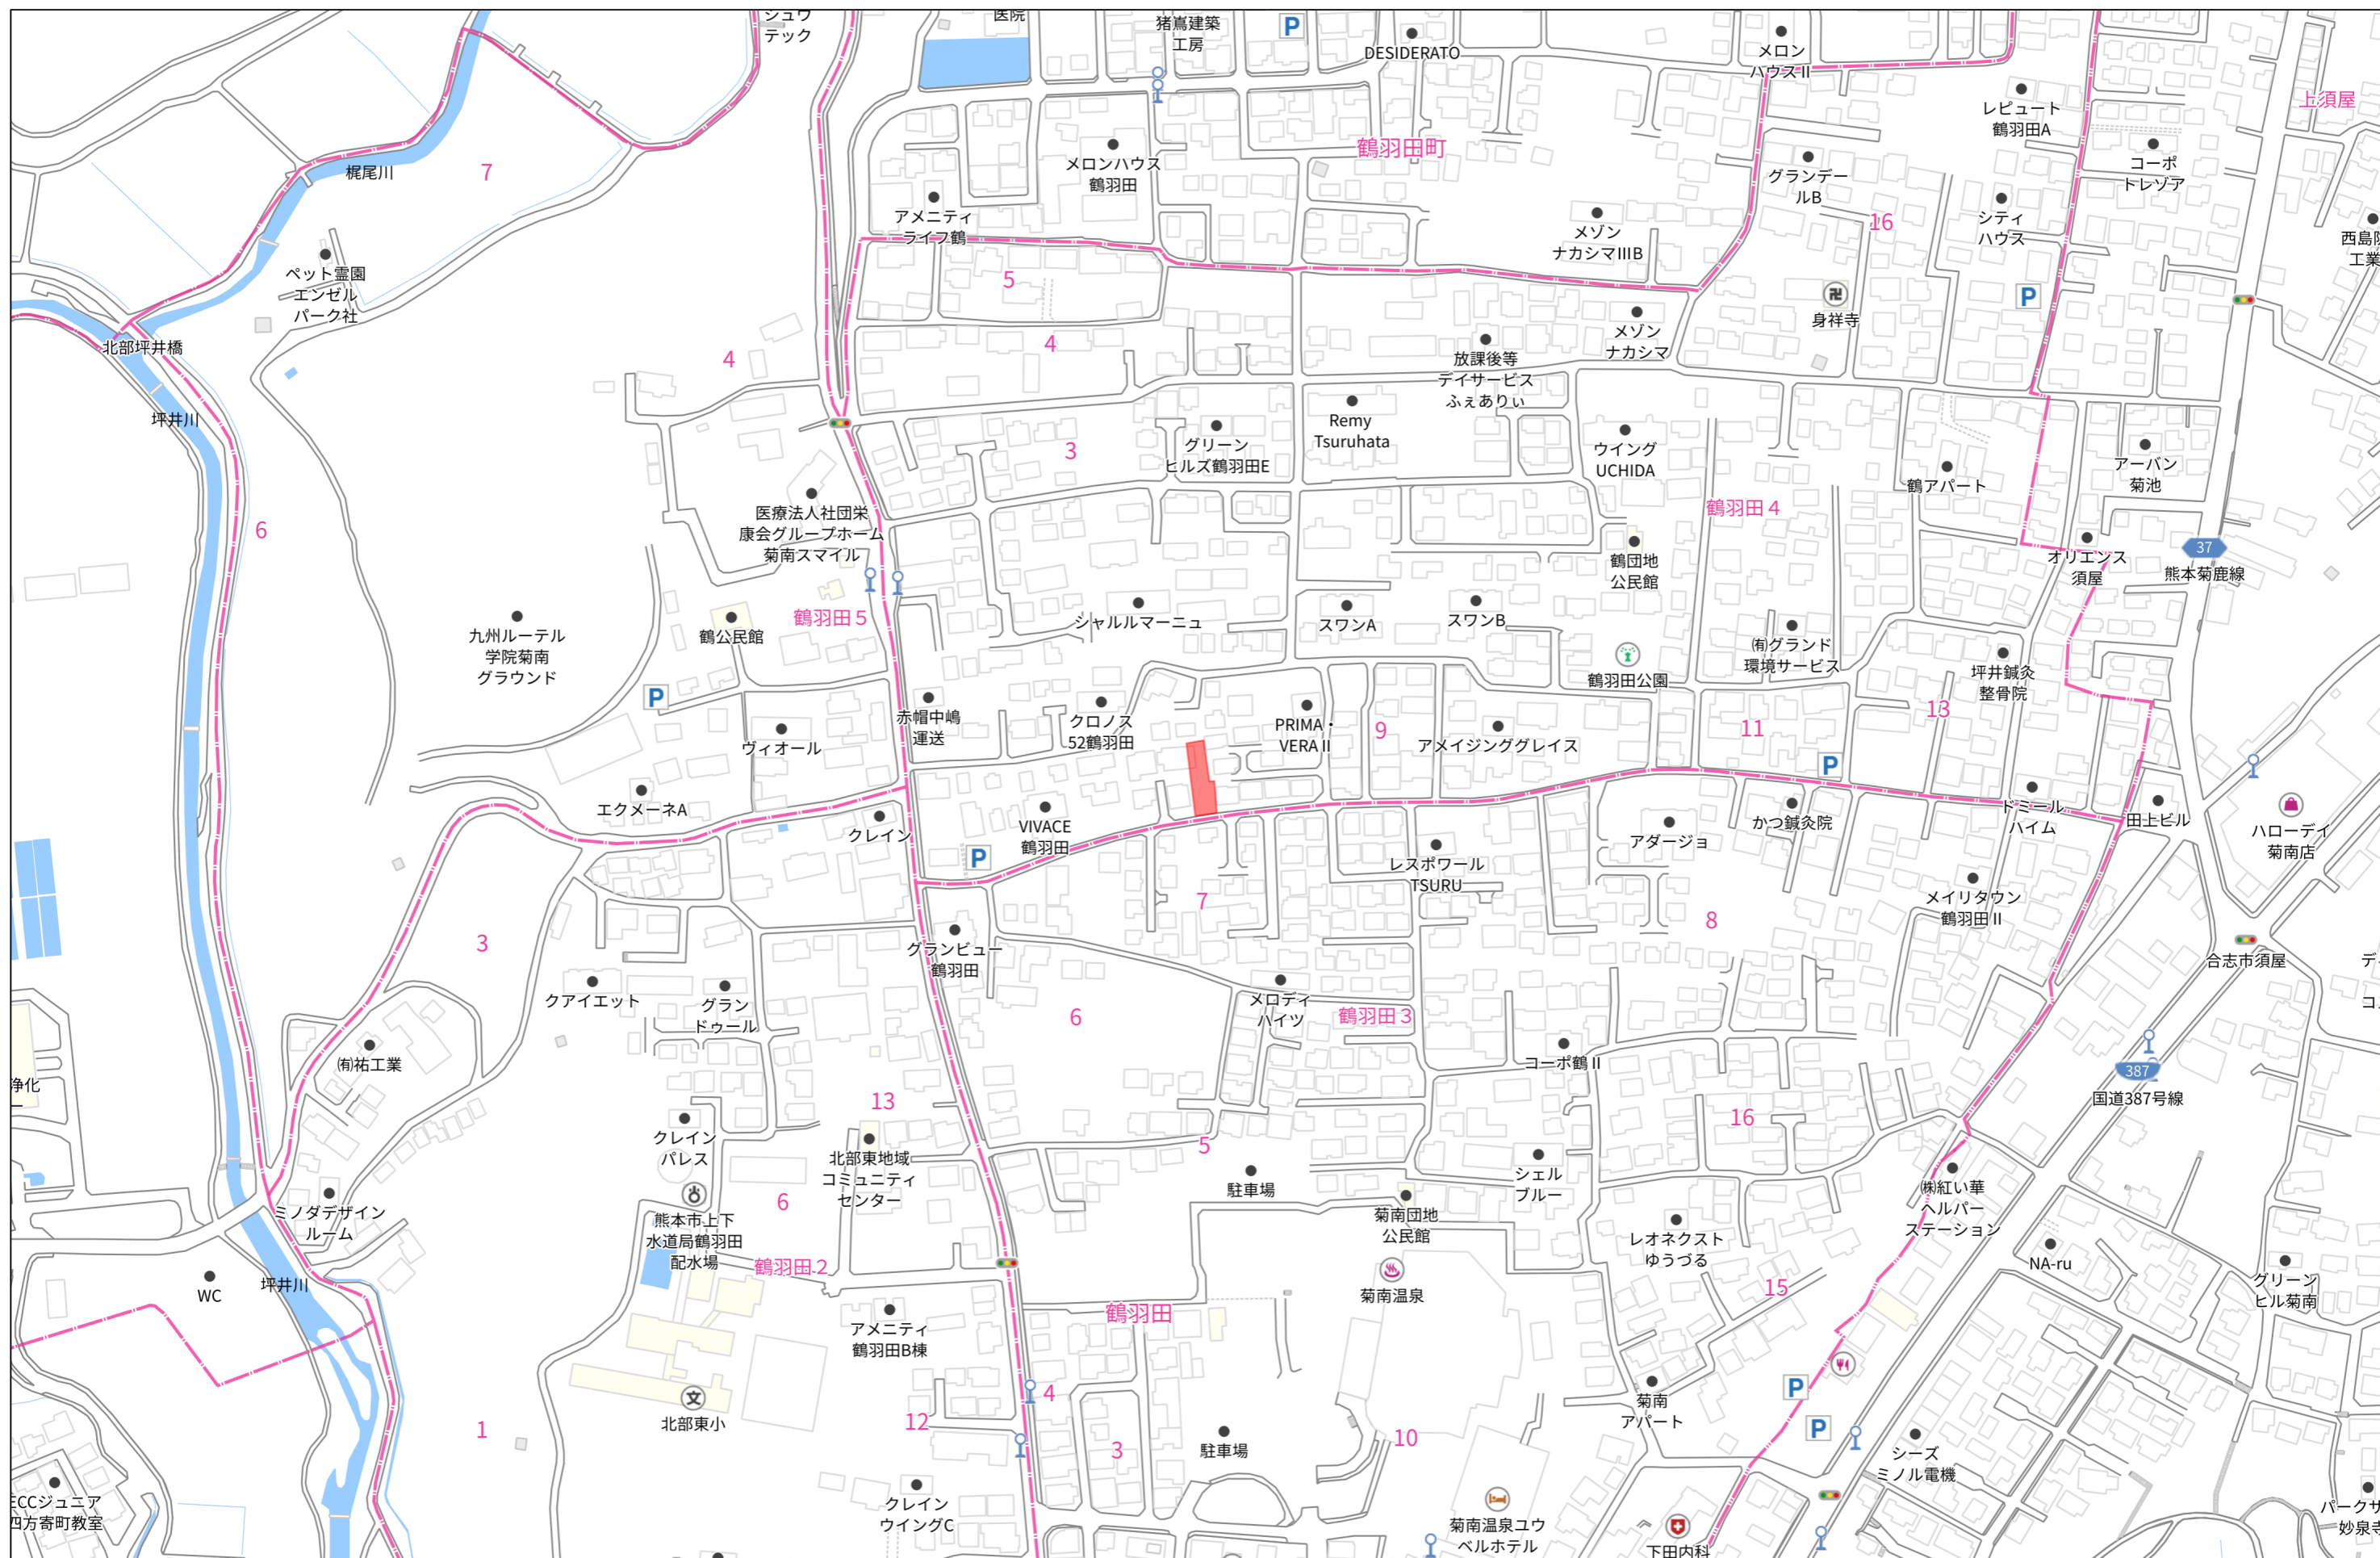 シュウ
テック
医院
猪嶌建築
工房
P
DESIDERATO
メロン
ハウスⅡ
レピュート
鶴羽田A
上須屋
コーポ
トレゾア
梶尾川
7
メロンハウス
鶴羽田
鶴羽田町
グランデー
ルB
16
シティ
ハウス
アメニティ
ライフ鶴
メゾン
ナカシマⅢB
西島
工業
ペット霊園
エンゼル
パーク社
5
P
身祥寺
北部坪井橋
4
4
メゾン
ナカシマ
放課後等
デイサービス
ふぇありぃ
坪井川
Remy
Tsuruhata
3
グリーン
ヒルズ鶴羽田E
ウイング
UCHIDA
アーバン
菊池
鶴アパート
鶴羽田4
6
医療法人社団栄
康会グループホーム
菊南スマイル
37
熊本菊鹿線
オリエンス
須屋
鶴団地
公民館
九州ルーテル
学院菊南
グラウンド
鶴公民館
鶴羽田5
シャルルマーニュ
スワンA
スワンB
㈲グランド
環境サービス
鶴羽田公園
坪井鍼灸
整骨院
P
赤帽中嶋
運送
クロノス
52鶴羽田
PRIMA・
VERAⅡ
9
アメイジンググレイス
11
13
ヴィオール
P
エクメーネA
クレイン
VIVACE
鶴羽田
P
アダージョ
かつ鍼灸院
ドミール
ハイム
田上ビル
ハローデイ
菊南店
レスポワール
TSURU
7
8
メイリタウン
鶴羽田Ⅱ
3
グランビュー
鶴羽田
合志市須屋
クアイエット
グラン
ドゥール
6
メロディ
ハイツ
鶴羽田3
㈲祐工業
コーポ鶴Ⅱ
387
国道387号線
浄化
13
16
クレイン
パレス
北部東地域
コミュニティ
センター
5
駐車場
シェル
ブルー
㈱紅い華
ヘルパー
ステーション
ミノダデザイン
ルーム
6
熊本市上下
水道局鶴羽田
配水場
菊南団地
公民館
レオネクスト
ゆうづる
NA-ru
WC
坪井川
鶴羽田2
菊南温泉
15
グリーン
ヒル菊南
鶴羽田
アメニティ
鶴羽田B棟
文
北部東小
4
P
菊南
アパート
P
1
12
3
駐車場
10
シーズ
ミノル電機
ECCジュニア
四方寄町教室
クレイン
ウイングC
菊南温泉ユウ
ベルホテル
下田内科
パークサ
妙泉寺